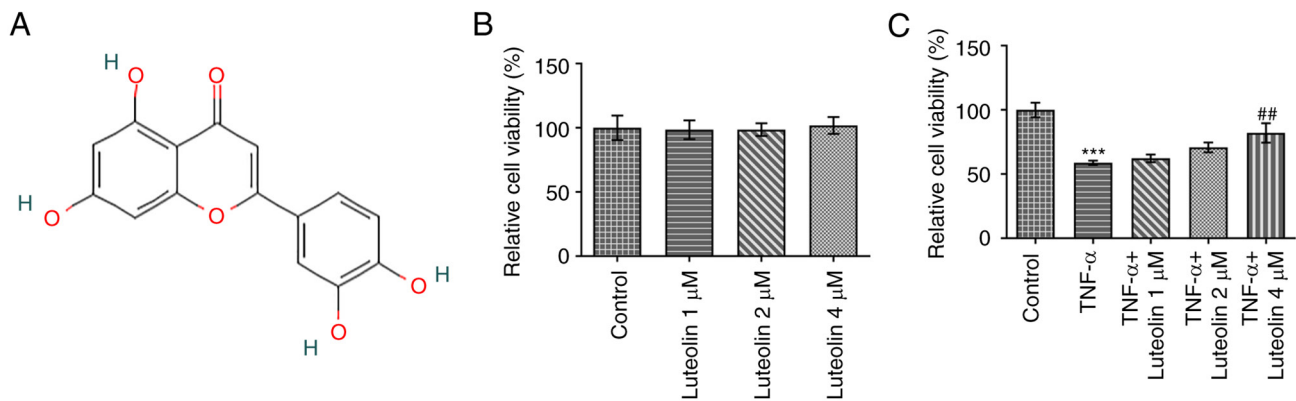 A
H
O
O
H
O
O
O
H
O
H
B
Relative cell viability (%)
150
100
50
0
Control
Luteolin 1 μM
Luteolin 2 μM
Luteolin 4 μM
C
Relative cell viability (%)
150
100
50
0
***
##
Control
TNF-α
TNF-α+
Luteolin 1 μM
TNF-α+
Luteolin 2 μM
TNF-α+
Luteolin 4 μM